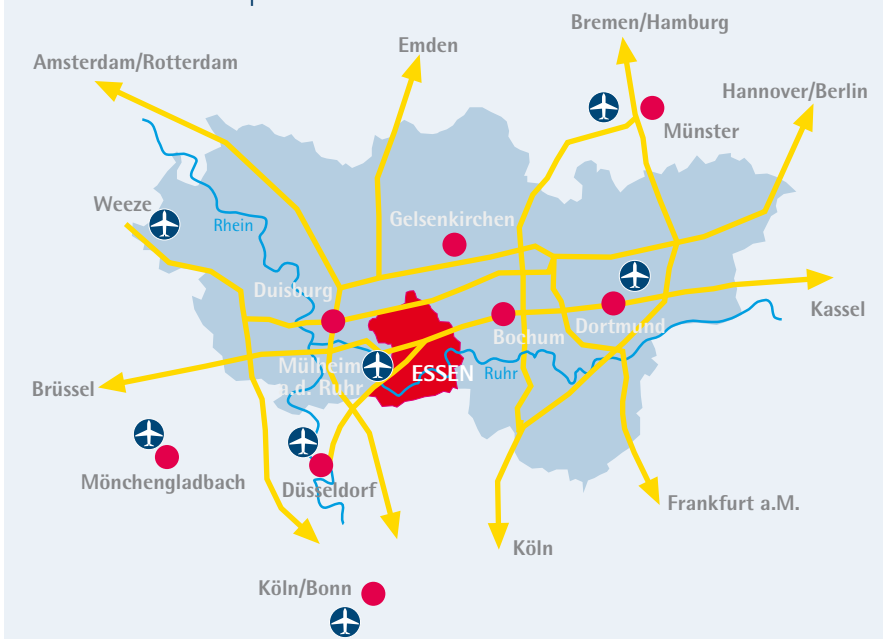 Bremen/Hamburg
Emden
Amsterdam/Rotterdam
Hannover/Berlin
Münster
Weeze
Rhein
Gelsenkirchen
Duisburg
Kassel
Dortmund
Bochum
Mülheim
a.d. Ruhr
ESSEN
Ruhr
Brüssel
Mönchengladbach
Düsseldorf
Frankfurt a.M.
Köln
Köln/Bonn